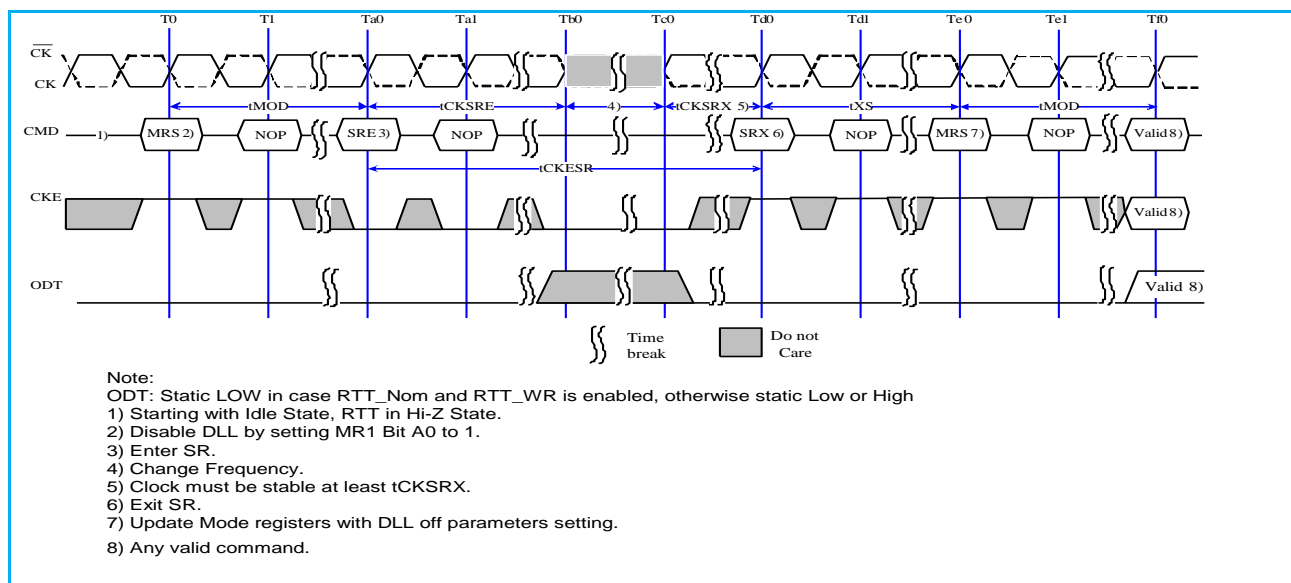 T0 T1 Ta0 Ta1 Tb0 Tc0 Td0 Td1 Te0 Te1 Tf0
CK
CK
tMOD tCKSRE 4) tCKSRX 5) tXS tMOD
CMD 1) MRS 2) NOP SRE 3) NOP SRX 6) NOP MRS 7) NOP Valid 8)
tCKESR
CKE Valid 8)
ODT Valid 8)
Time break
Do not Care
Note:
ODT: Static LOW in case RTT_Nom and RTT_WR is enabled, otherwise static Low or High
1) Starting with Idle State, RTT in Hi-Z State.
2) Disable DLL by setting MR1 Bit A0 to 1.
3) Enter SR.
4) Change Frequency.
5) Clock must be stable at least tCKSRX.
6) Exit SR.
7) Update Mode registers with DLL off parameters setting.
8) Any valid command.